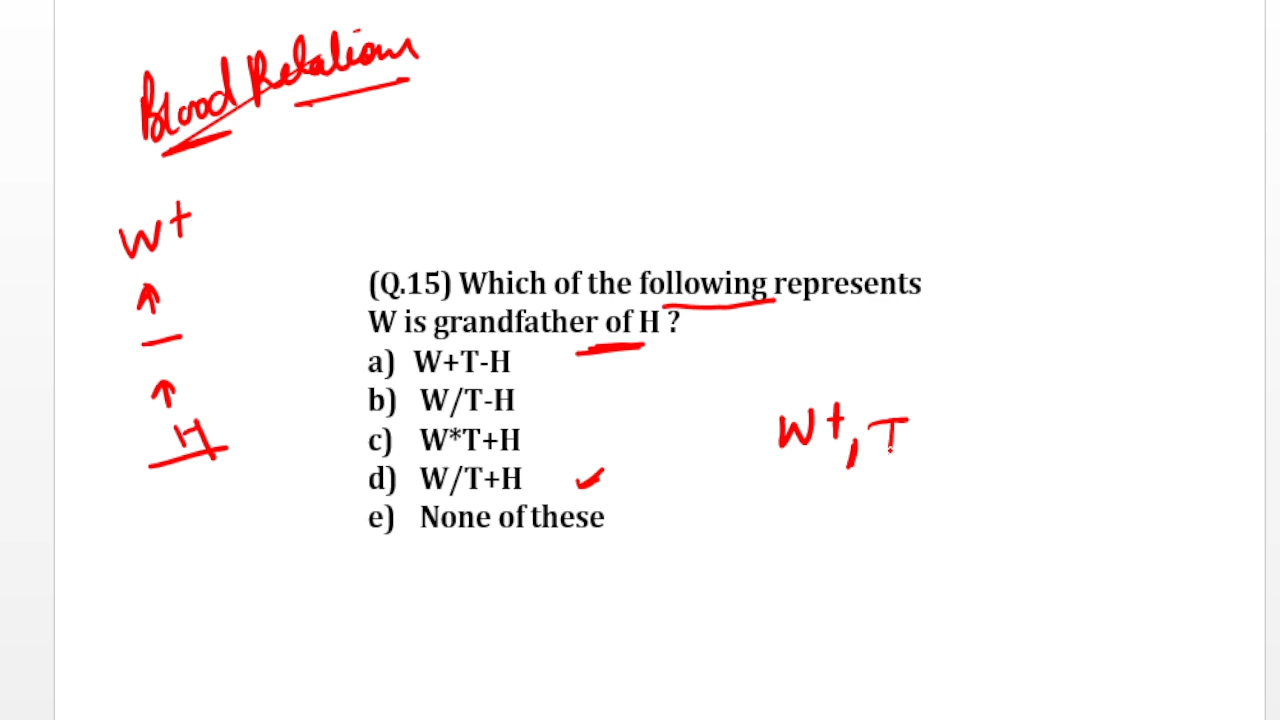 Blood Relation
W+
H
(Q.15) Which of the following represents
W is grandfather of H ?
a) W+T-H
b) W/T-H
c) W*T+H
d) W/T+H
e) None of these
W+, T